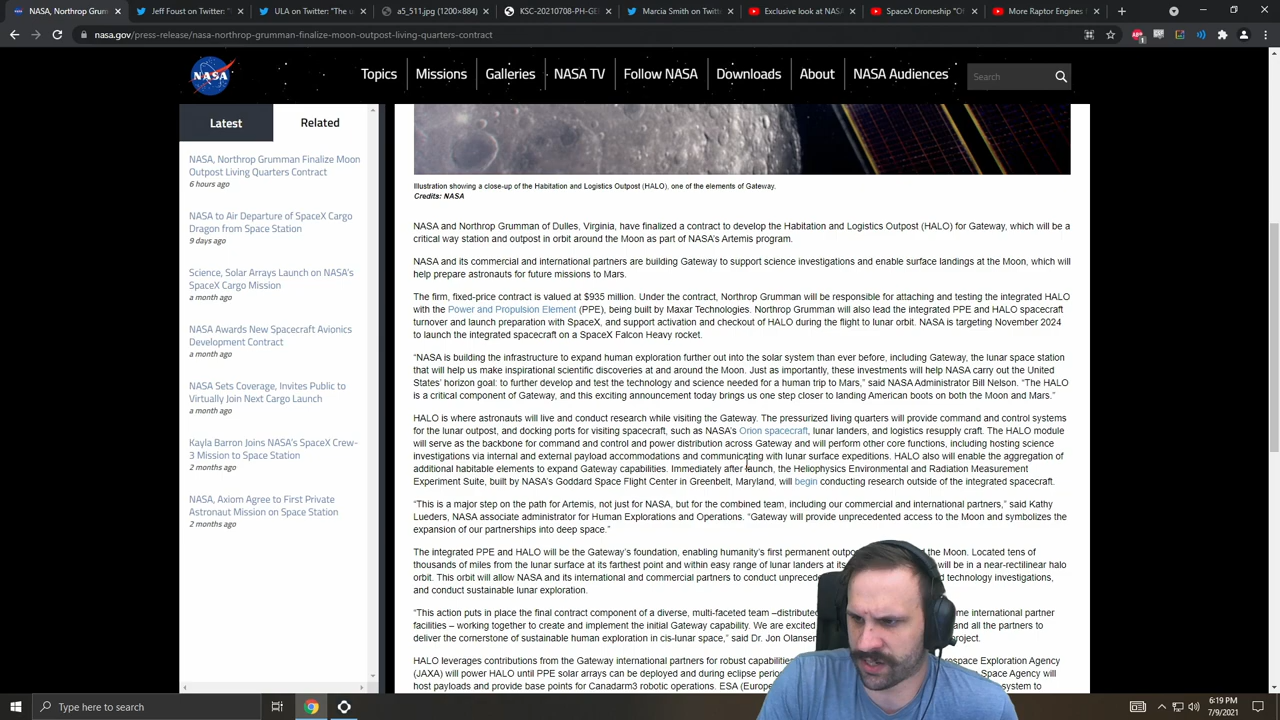 NASA, Northrop Grum
Jeff Foust on Twitter: "T
ULA on Twitter: "The u
a5_511.jpg (1200×884)
KSC-20210708-PH-GE
Marcia Smith on Twitte
Exclusive look at NASA
SpaceX Droneship "Of
More Raptor Engines
nasa.gov/press-release/nasa-northrop-grumman-finalize-moon-outpost-living-quarters-contract
NASA
Topics
Missions
Galleries
NASA TV
Follow NASA
Downloads
About
NASA Audiences
Search
Latest
Related
NASA, Northrop Grumman Finalize Moon
Outpost Living Quarters Contract
6 hours ago
NASA to Air Departure of SpaceX Cargo
Dragon from Space Station
9 days ago
Science, Solar Arrays Launch on NASA's
SpaceX Cargo Mission
a month ago
NASA Awards New Spacecraft Avionics
Development Contract
a month ago
NASA Sets Coverage, Invites Public to
Virtually Join Next Cargo Launch
a month ago
Kayla Barron Joins NASA's SpaceX Crew-
3 Mission to Space Station
2 months ago
NASA, Axiom Agree to First Private
Astronaut Mission on Space Station
2 months ago
Illustration showing a close-up of the Habitation and Logistics Outpost (HALO), one of the elements of Gateway.
Credits: NASA
NASA and Northrop Grumman of Dulles, Virginia, have finalized a contract to develop the Habitation and Logistics Outpost (HALO) for Gateway, which will be a
critical way station and outpost in orbit around the Moon as part of NASA's Artemis program.
NASA and its commercial and international partners are building Gateway to support science investigations and enable surface landings at the Moon, which will
help prepare astronauts for future missions to Mars.
The firm, fixed-price contract is valued at $935 million. Under the contract, Northrop Grumman will be responsible for attaching and testing the integrated HALO
with the Power and Propulsion Element (PPE), being built by Maxar Technologies. Northrop Grumman will also lead the integrated PPE and HALO spacecraft
turnover and launch preparation with SpaceX, and support activation and checkout of HALO during the flight to lunar orbit. NASA is targeting November 2024
to launch the integrated spacecraft on a SpaceX Falcon Heavy rocket.
"NASA is building the infrastructure to expand human exploration further out into the solar system than ever before, including Gateway, the lunar space station
that will help us make inspirational scientific discoveries at and around the Moon. Just as importantly, these investments will help NASA carry out the United
States' horizon goal: to further develop and test the technology and science needed for a human trip to Mars," said NASA Administrator Bill Nelson. "The HALO
is a critical component of Gateway, and this exciting announcement today brings us one step closer to landing American boots on both the Moon and Mars."
HALO is where astronauts will live and conduct research while visiting the Gateway. The pressurized living quarters will provide command and control systems
for the lunar outpost, and docking ports for visiting spacecraft, such as NASA's Orion spacecraft, lunar landers, and logistics resupply craft. The HALO module
will serve as the backbone for command and control and power distribution across Gateway and will perform other core functions, including hosting science
investigations via internal and external payload accommodations and communicating with lunar surface expeditions. HALO also will enable the aggregation of
additional habitable elements to expand Gateway capabilities. Immediately after launch, the Heliophysics Environmental and Radiation Measurement
Experiment Suite, built by NASA's Goddard Space Flight Center in Greenbelt, Maryland, will begin conducting research outside of the integrated spacecraft.
"This is a major step on the path for Artemis, not just for NASA, but for the combined team, including our commercial and international partners," said Kathy
Lueders, NASA associate administrator for Human Explorations and Operations. "Gateway will provide unprecedented access to the Moon and symbolizes the
expansion of our partnerships into deep space."
The integrated PPE and HALO will be the Gateway's foundation, enabling humanity's first permanent outpo the Moon. Located tens of
thousands of miles from the lunar surface at its farthest point and within easy range of lunar landers at its will be in a near-rectilinear halo
orbit. This orbit will allow NASA and its international and commercial partners to conduct unprecede technology investigations,
and conduct sustainable lunar exploration.
"This action puts in place the final contract component of a diverse, multi-faceted team –distribute international partner
facilities – working together to create and implement the initial Gateway capability. We are excited and all the partners to
deliver the cornerstone of sustainable human exploration in cis-lunar space," said Dr. Jon Olansen
HALO leverages contributions from the Gateway international partners for robust capabilities Exploration Agency
(JAXA) will power HALO until PPE solar arrays can be deployed and during eclipse perio Space Agency will
host payloads and provide base points for Canadarm3 robotic operations. ESA (Europe system to
Type here to search
6:19 PM
7/9/2021